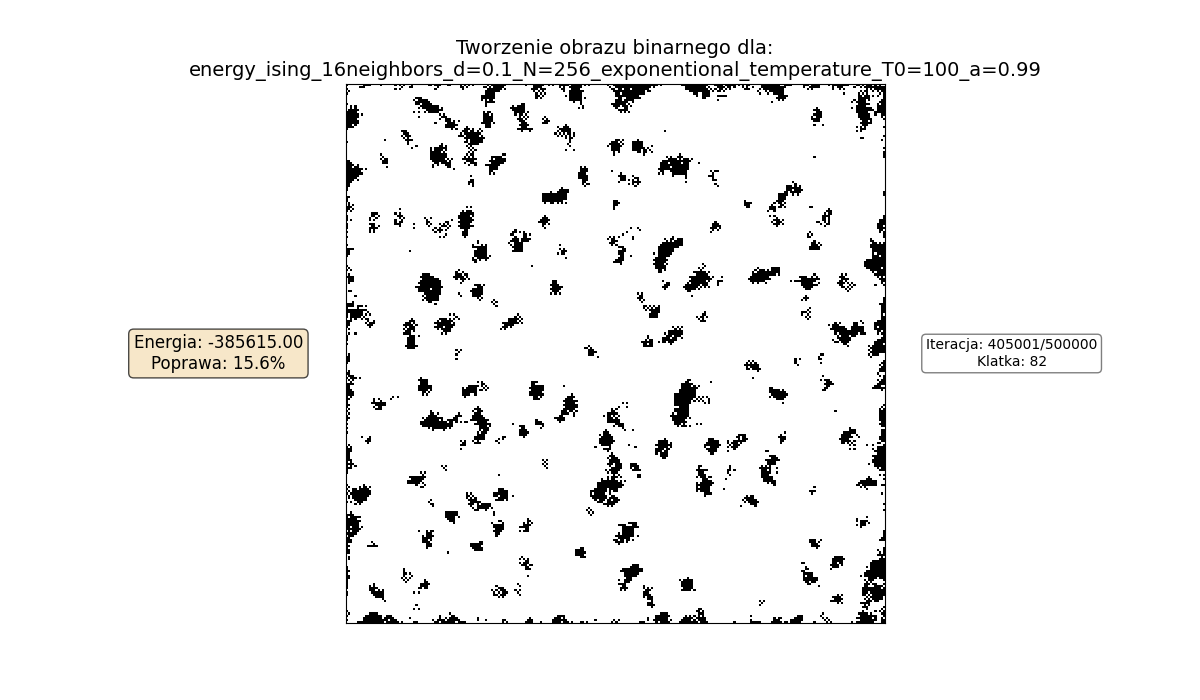 Tworzenie obrazu binarnego dla:
energy_ising_16neighbors_d=0.1_N=256_exponentional_temperature_T0=100_a=0.99
Energia: -385615.00
Poprawa: 15.6%
Iteracja: 405001/500000
Klatka: 82